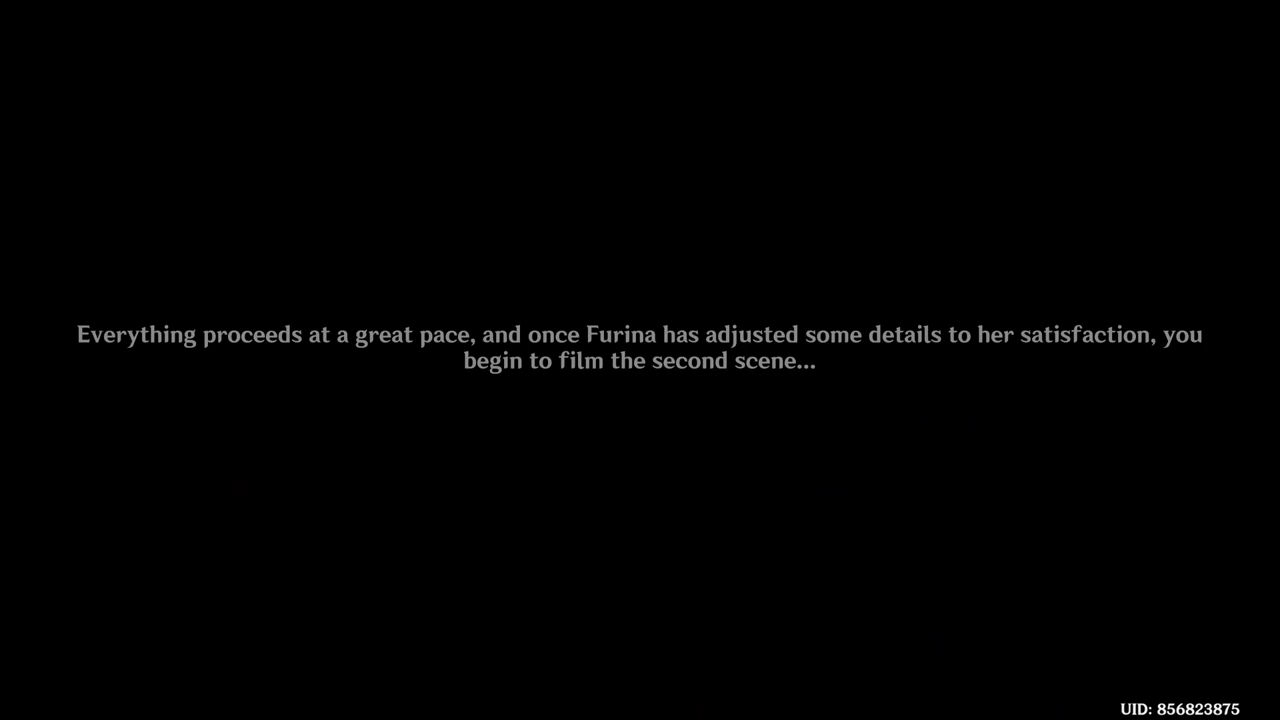 Everything proceeds at a great pace, and once Furina has adjusted some details to her satisfaction, you
begin to film the second scene...
UID: 856823875